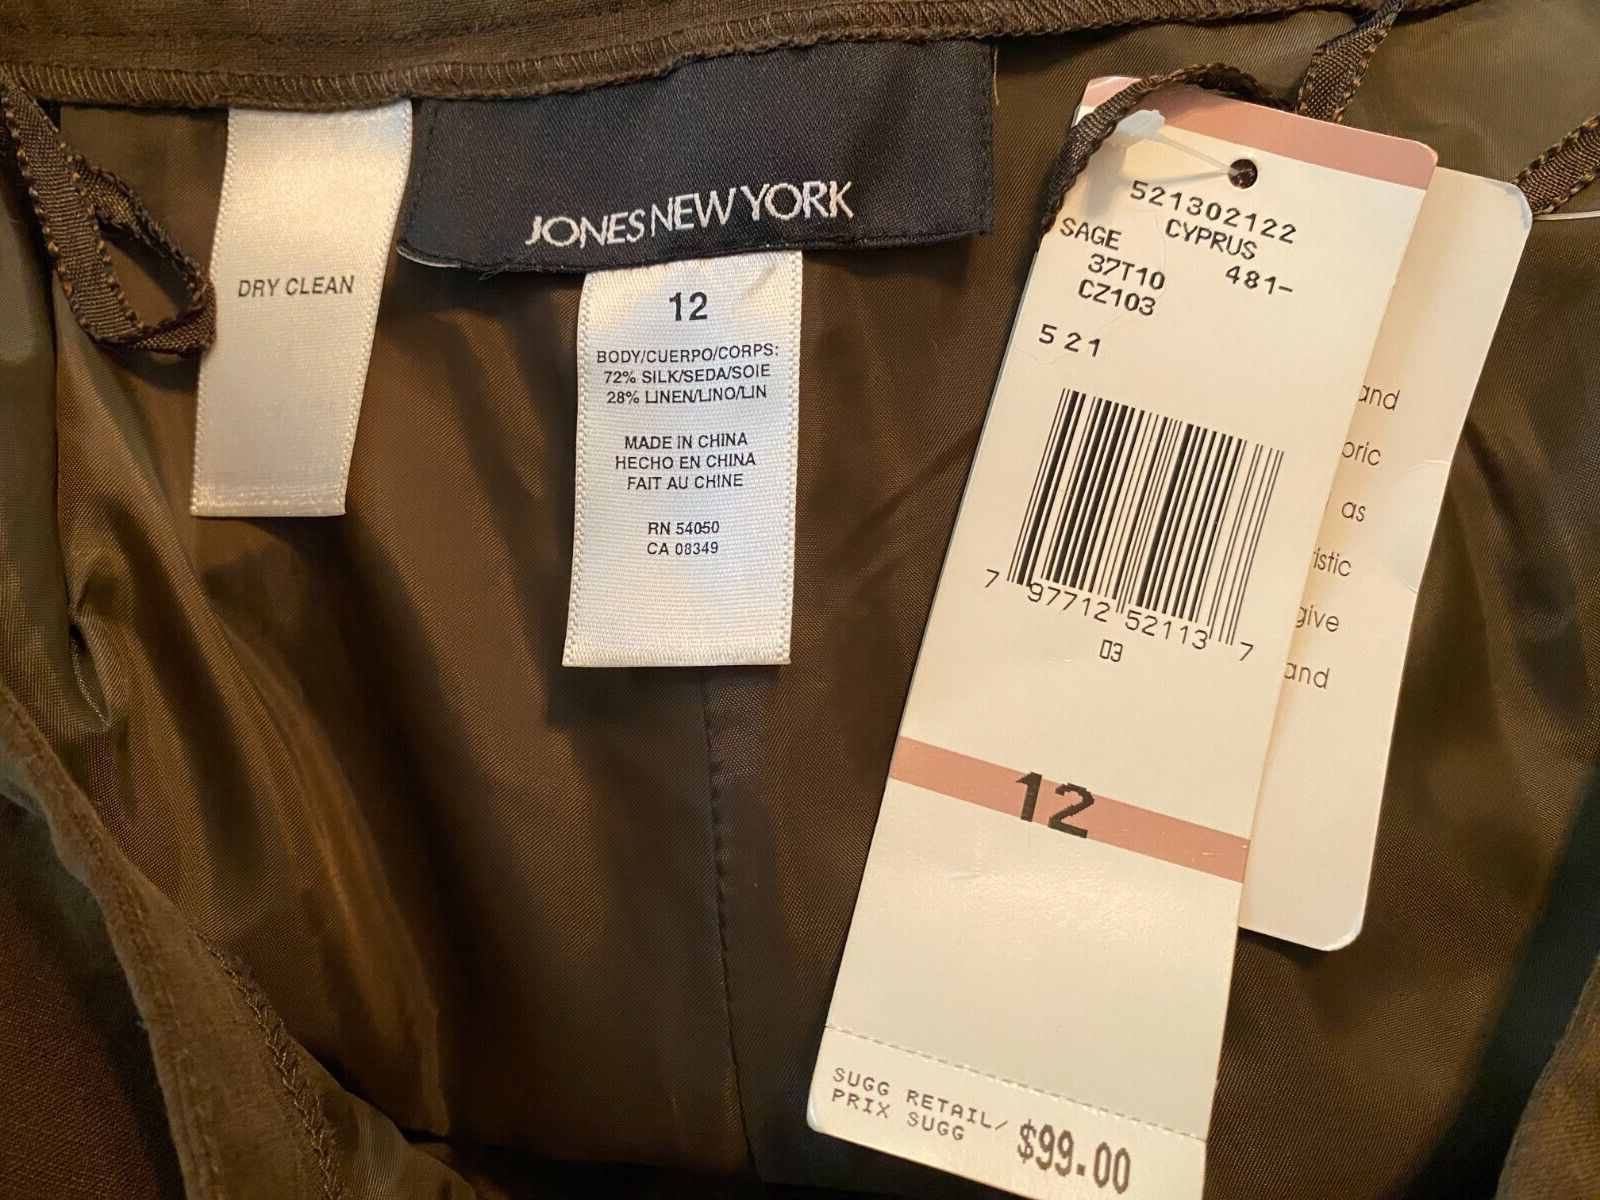 DRY CLEAN
JONES NEW YORK
12
BODY/CUERPO/CORPS:
72% SILK/SEDA/SOIE
28% LINEN/LINO/LIN
MADE IN CHINA
HECHO EN CHINA
FAIT AU CHINE
RN 54050
CA 08349
521302122
SAGE CYPRUS
37T10 481-
CZ103
521
7 97712 52113 7
03
12
SUGG RETAIL/
PRIX SUGG
$99.00
and
as
give
and